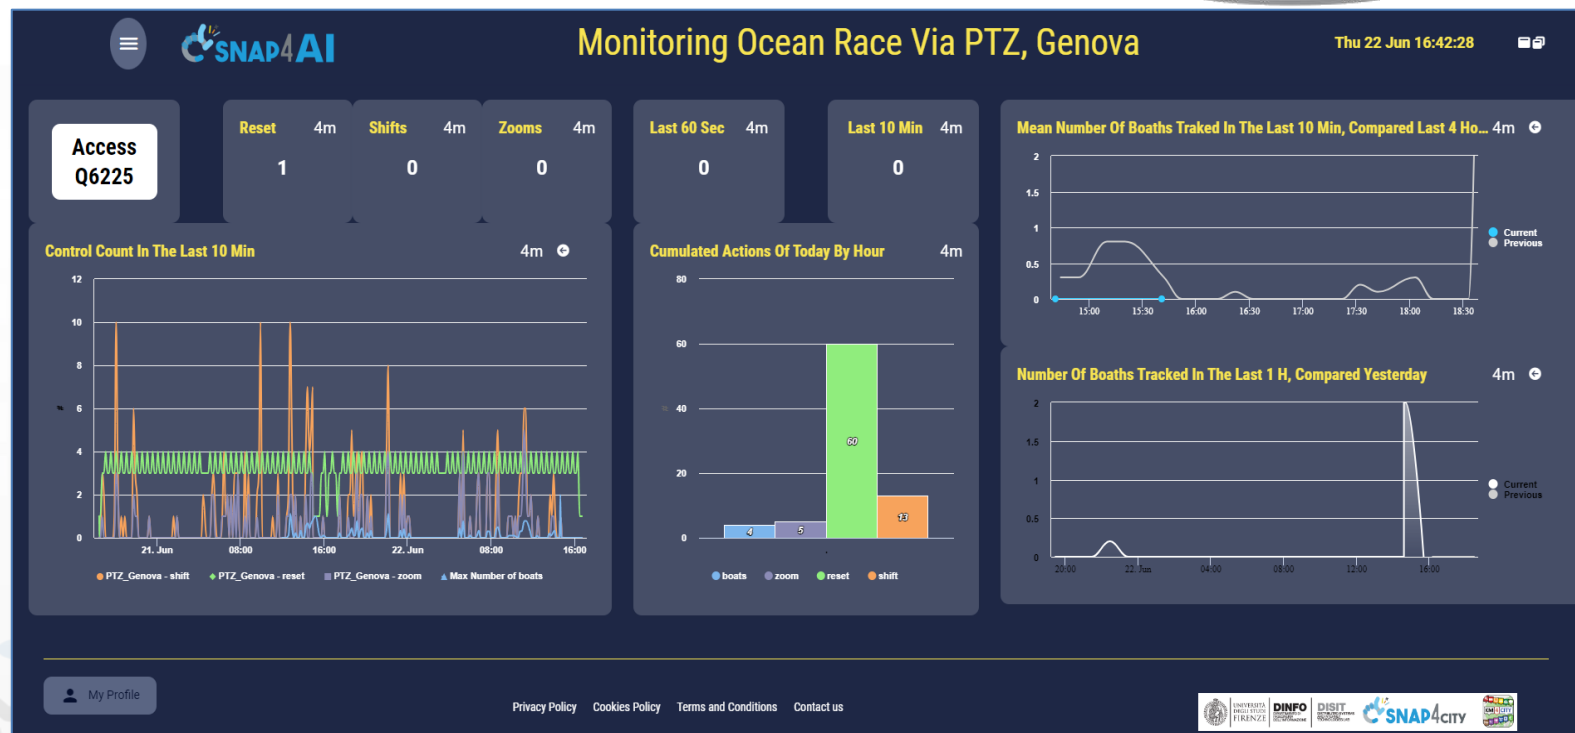 SNAP4AI
Monitoring Ocean Race Via PTZ, Genova
Thu 22 Jun 16:42:28
Access
Q6225
Reset 4m
1
Shifts 4m
0
Zooms 4m
0
Last 60 Sec 4m
0
Last 10 Min 4m
0
Mean Number Of Boaths Traked In The Last 10 Min, Compared Last 4 Ho... 4m
2
1.5
1
0.5
0
15:00 15:30 16:00 16:30 17:00 17:30 18:00 18:30
Current
Previous
Control Count In The Last 10 Min 4m
12
10
8
6
4
2
0
21. Jun 08:00 16:00 22. Jun 08:00 16:00
PTZ_Genova - shift PTZ_Genova - reset PTZ_Genova - zoom Max Number of boats
Cumulated Actions Of Today By Hour 4m
80
60
40
20
0
4 5 60 13
boats zoom reset shift
Number Of Boaths Tracked In The Last 1 H, Compared Yesterday 4m
2
1.5
1
0.5
0
20:00 22. Jun 04:00 08:00 12:00 16:00
Current
Previous
My Profile
Privacy Policy Cookies Policy Terms and Conditions Contact us
UNIVERSITÀ
DEGLI STUDI
FIRENZE
DINFO
DISIT
SNAP4CITY